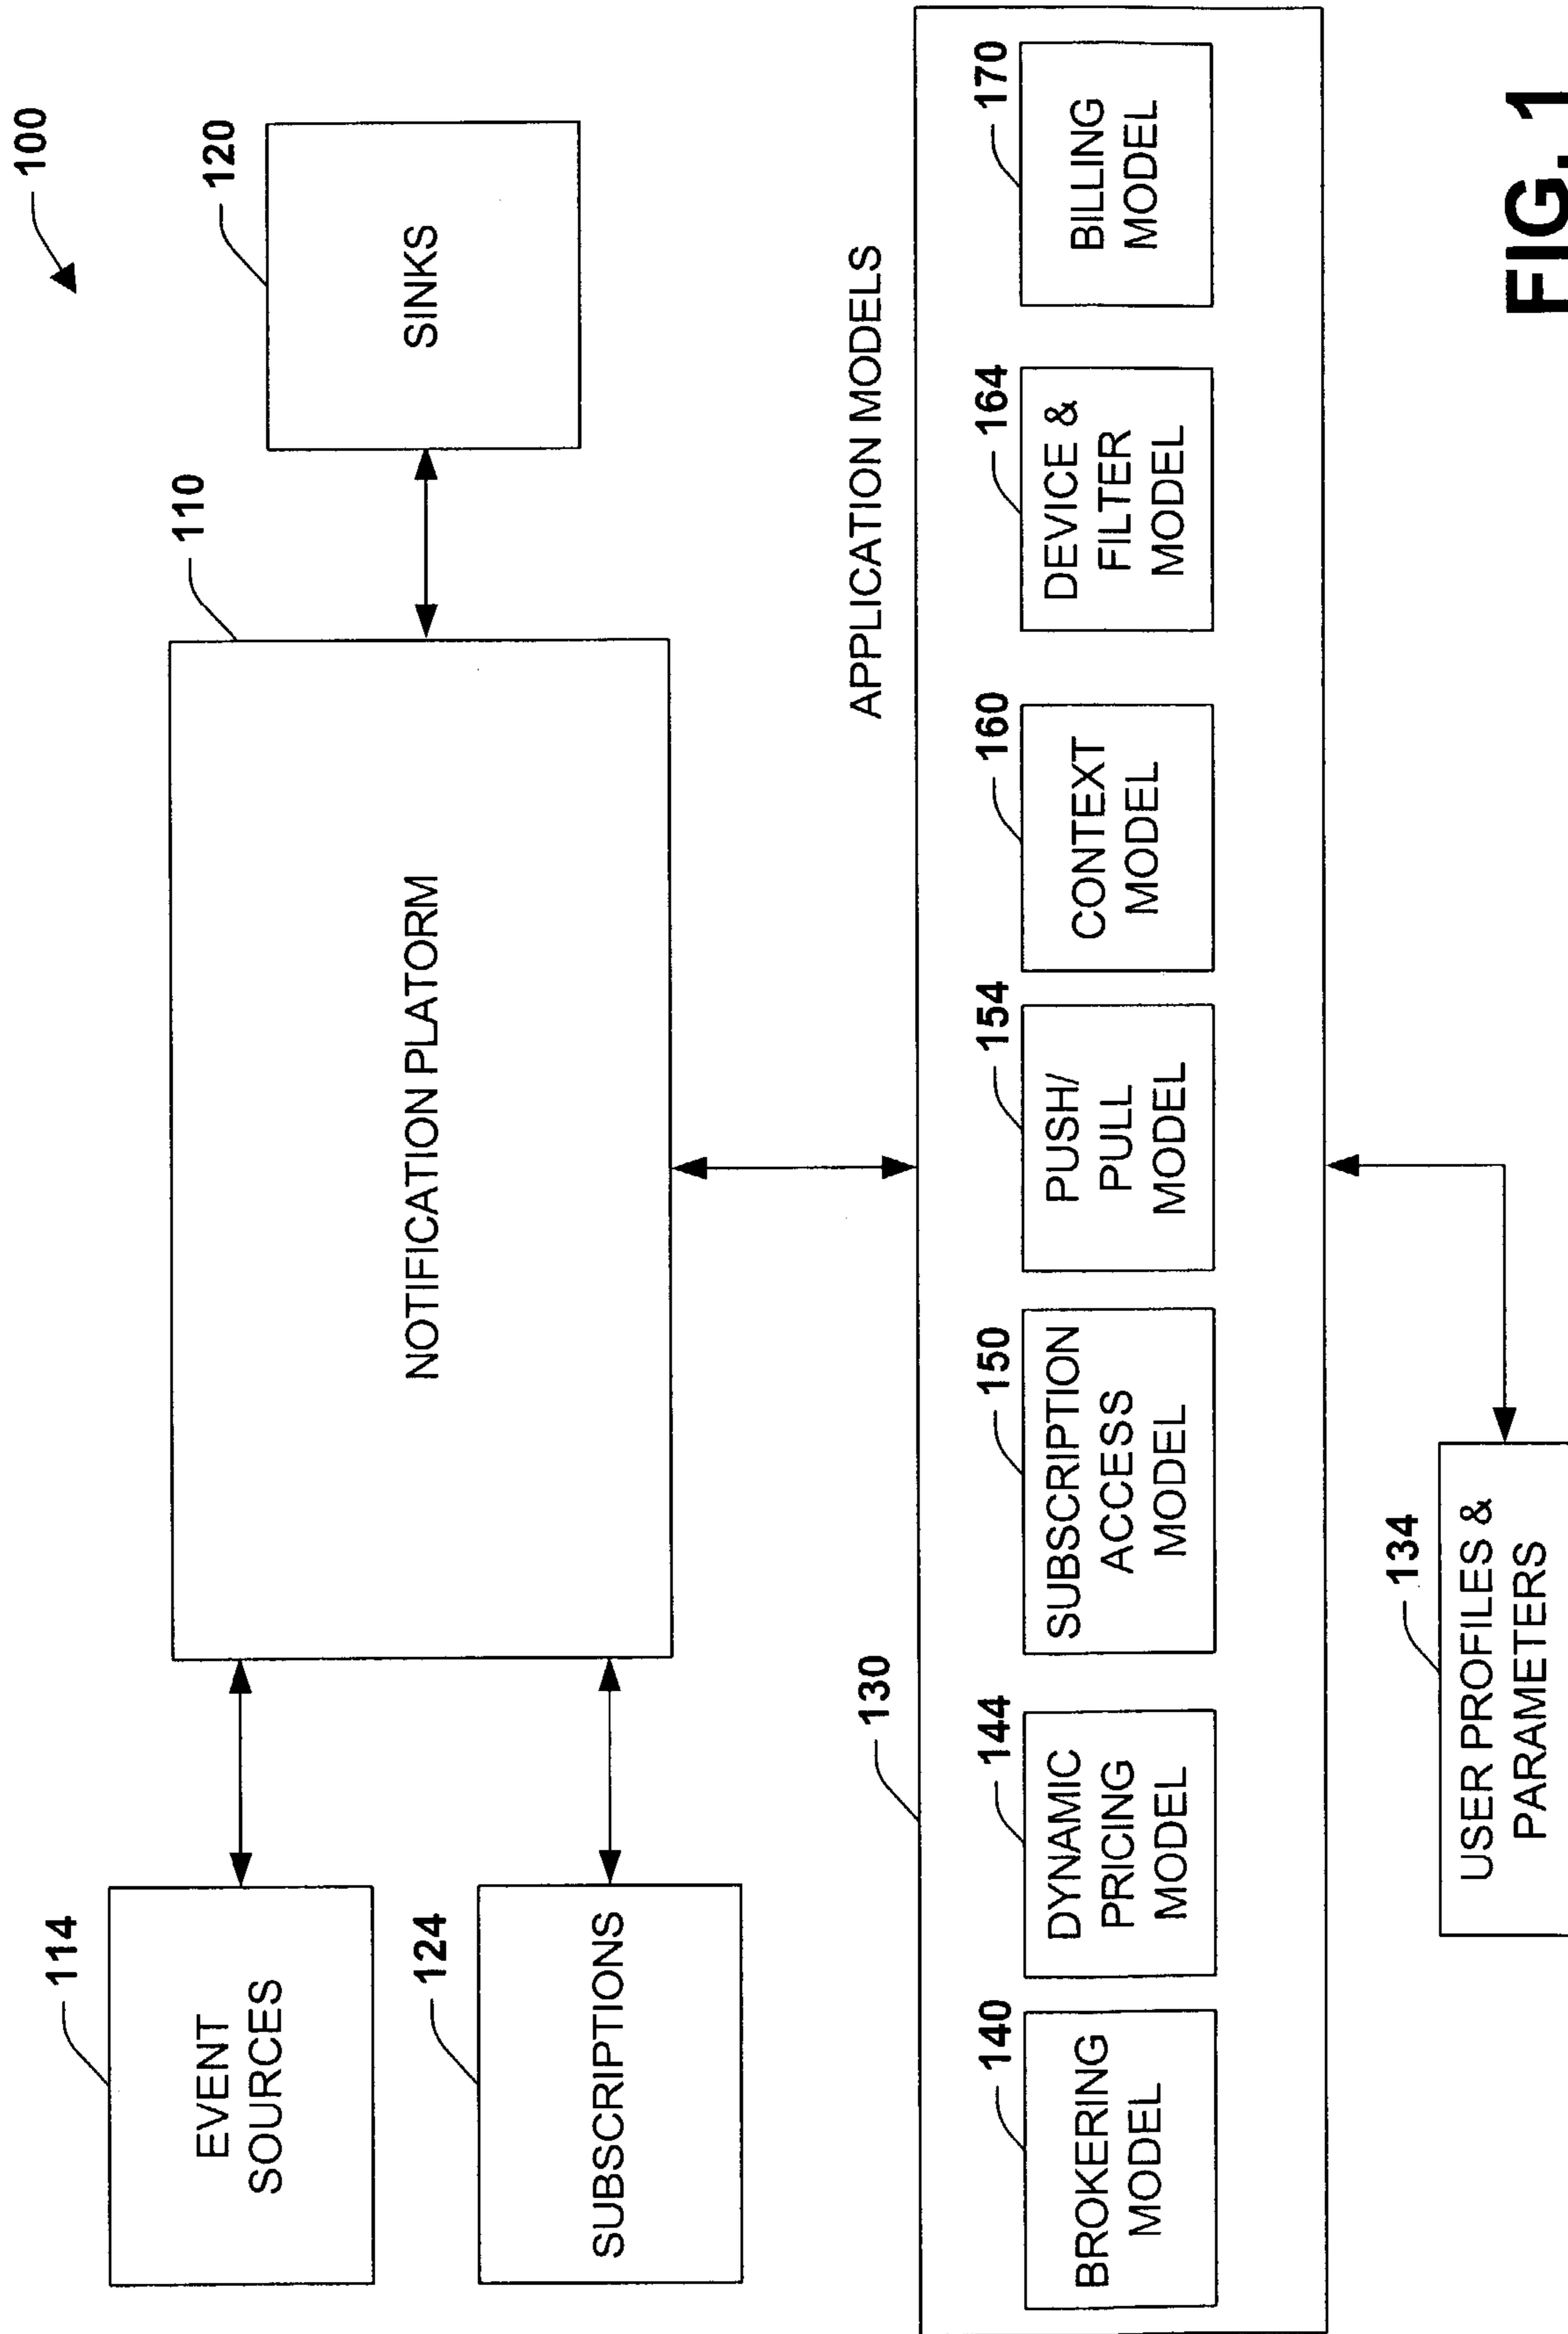 100
110
NOTIFICATION PLATORM
114
EVENT
SOURCES
120
SINKS
124
SUBSCRIPTIONS
APPLICATION MODELS
130
140
BROKERING
MODEL
144
DYNAMIC
PRICING
MODEL
150
SUBSCRIPTION
ACCESS
MODEL
154
PUSH/
PULL
MODEL
160
CONTEXT
MODEL
164
DEVICE &
FILTER
MODEL
170
BILLING
MODEL
134
USER PROFILES &
PARAMETERS
FIG. 1